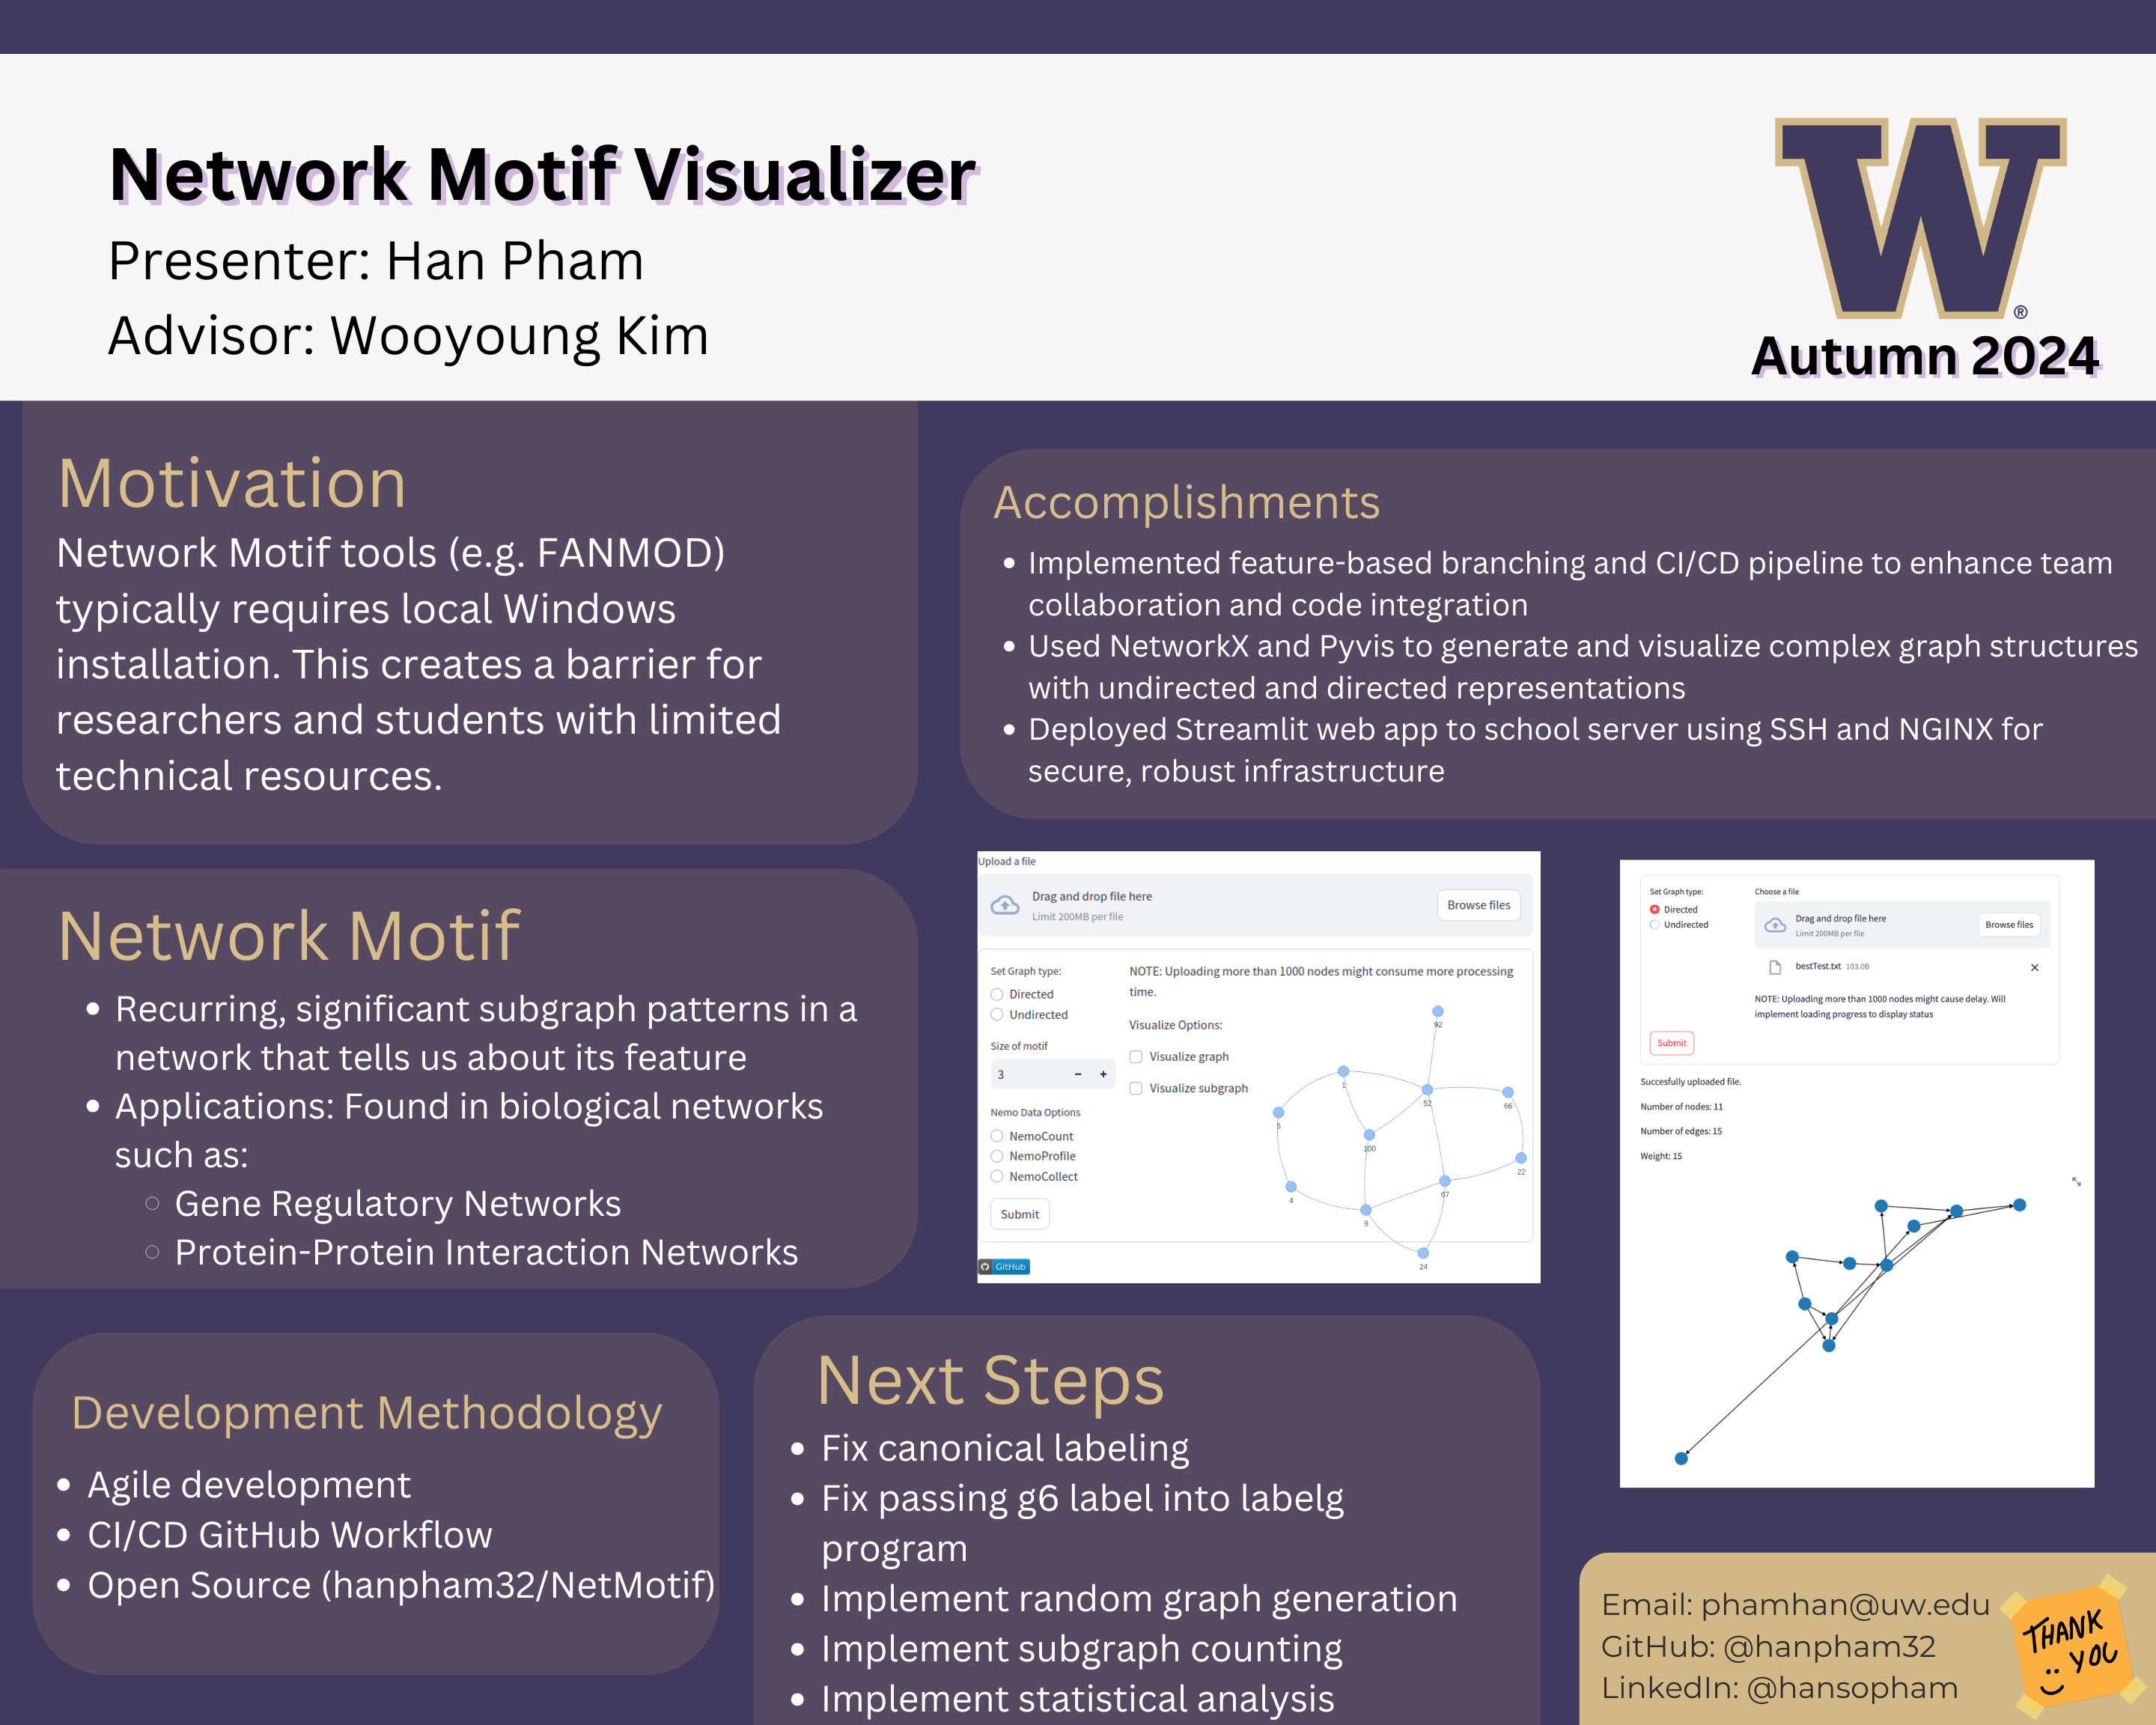 Network Motif Visualizer
Presenter: Han Pham
Advisor: Wooyoung Kim
W
®
Autumn 2024
Motivation
Network Motif tools (e.g. FANMOD)
typically requires local Windows
installation. This creates a barrier for
researchers and students with limited
technical resources.
Network Motif
• Recurring, significant subgraph patterns in a
network that tells us about its feature
• Applications: Found in biological networks
such as:
○ Gene Regulatory Networks
○ Protein-Protein Interaction Networks
Development Methodology
• Agile development
• CI/CD GitHub Workflow
• Open Source (hanpham32/NetMotif)
Accomplishments
• Implemented feature-based branching and CI/CD pipeline to enhance team
collaboration and code integration
• Used NetworkX and Pyvis to generate and visualize complex graph structures
with undirected and directed representations
• Deployed Streamlit web app to school server using SSH and NGINX for
secure, robust infrastructure
Upload a file
Drag and drop file here
Limit 200MB per file
Browse files
Set Graph type:
Directed
Undirected
Size of motif
3
−
+
Nemo Data Options
NemoCount
NemoProfile
NemoCollect
Submit
NOTE: Uploading more than 1000 nodes might consume more processing
time.
Visualize Options:
Visualize graph
Visualize subgraph
92
1
52
66
5
100
22
67
4
9
24
GitHub
Set Graph type:
Directed
Undirected
Submit
Choose a file
Drag and drop file here
Limit 200MB per file
Browse files
bestTest.txt 103.0B
×
NOTE: Uploading more than 1000 nodes might cause delay. Will
implement loading progress to display status
Succesfully uploaded file.
Number of nodes: 11
Number of edges: 15
Weight: 15
Next Steps
• Fix canonical labeling
• Fix passing g6 label into labelg
program
• Implement random graph generation
• Implement subgraph counting
• Implement statistical analysis
Email: phamhan@uw.edu
GitHub: @hanpham32
LinkedIn: @hansopham
THANK
YOU